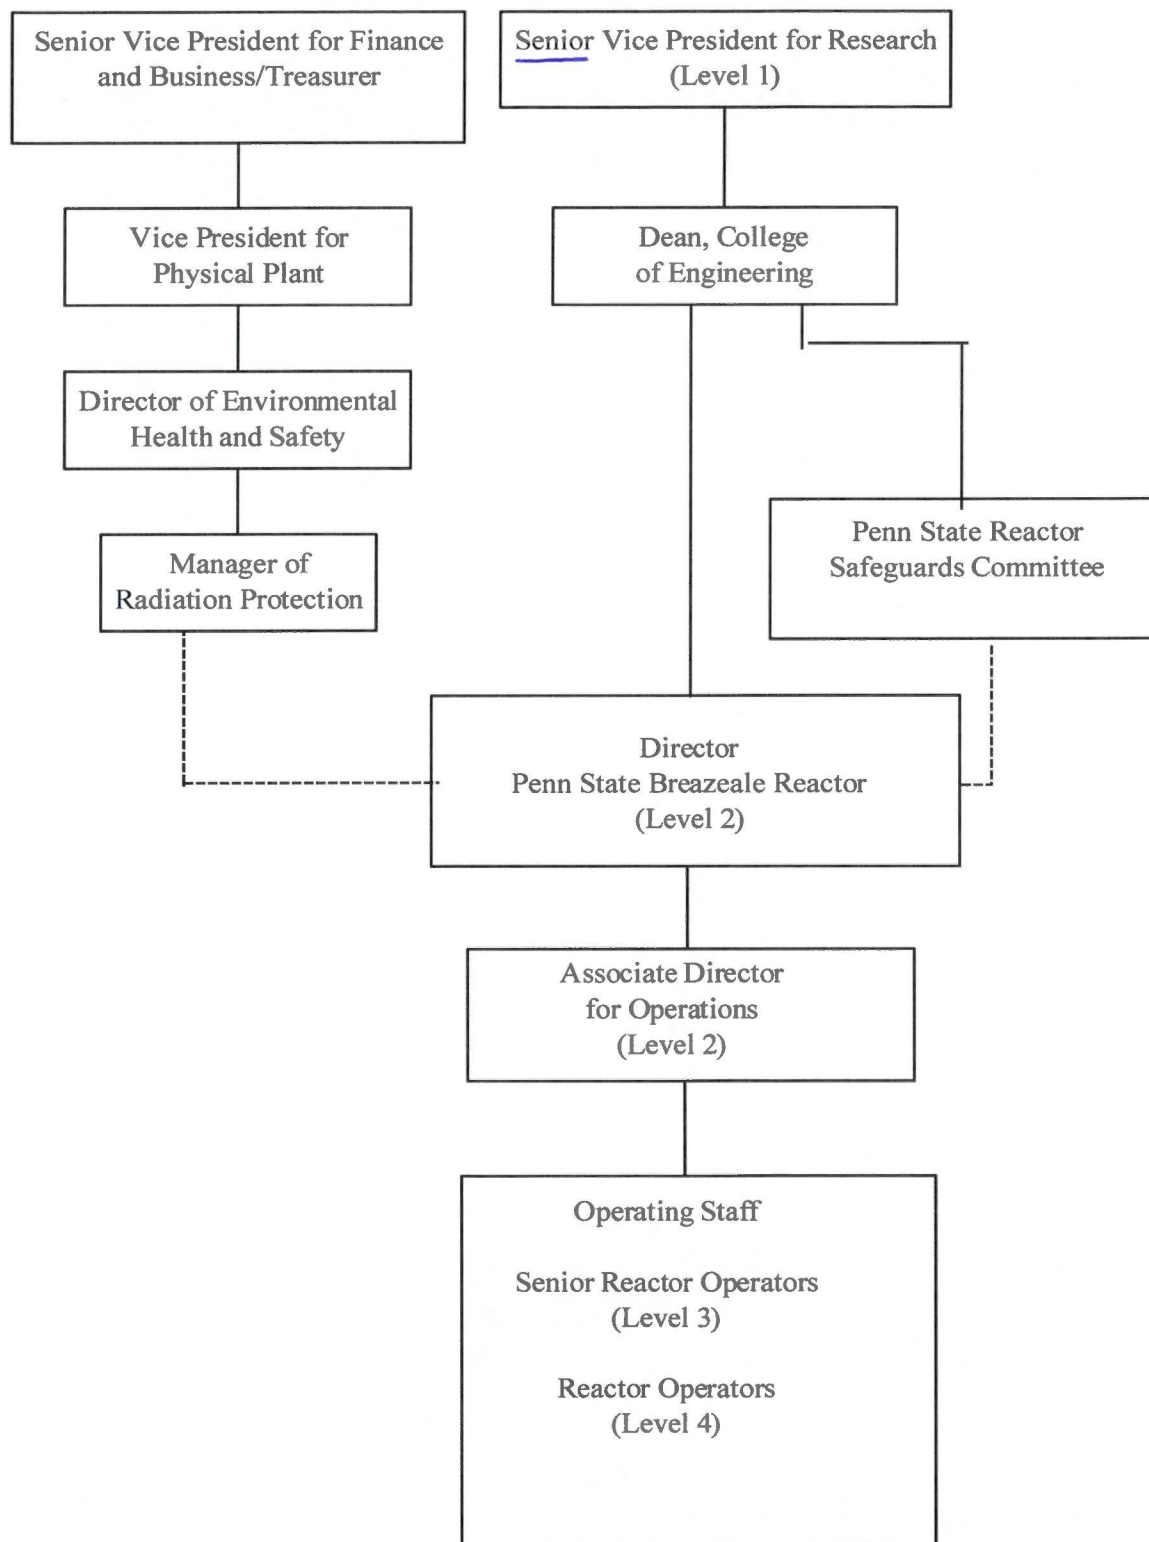 Senior Vice President for Finance
and Business/Treasurer
Senior Vice President for Research
(Level 1)
Vice President for
Physical Plant
Dean, College
of Engineering
Director of Environmental
Health and Safety
Penn State Reactor
Safeguards Committee
Manager of
Radiation Protection
Director
Penn State Breazeale Reactor
(Level 2)
Associate Director
for Operations
(Level 2)
Operating Staff
Senior Reactor Operators
(Level 3)
Reactor Operators
(Level 4)